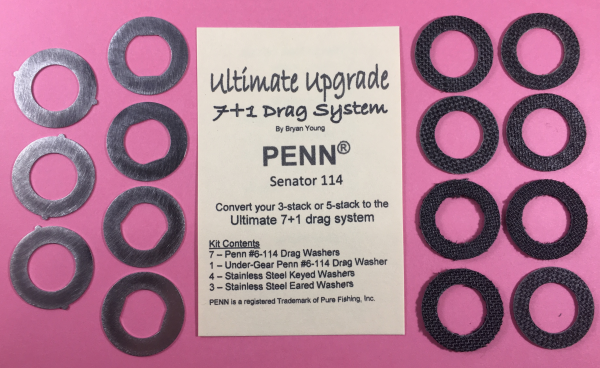 Ultimate Upgrade
7+1 Drag System
By Bryan Young
PENN®
Senator 114
Convert your 3-stack or 5-stack to the
Ultimate 7+1 drag system
Kit Contents
7 – Penn #6-114 Drag Washers
1 – Under-Gear Penn #6-114 Drag Washer
4 – Stainless Steel Keyed Washers
3 – Stainless Steel Eared Washers
PENN is a registered Trademark of Pure Fishing, Inc.